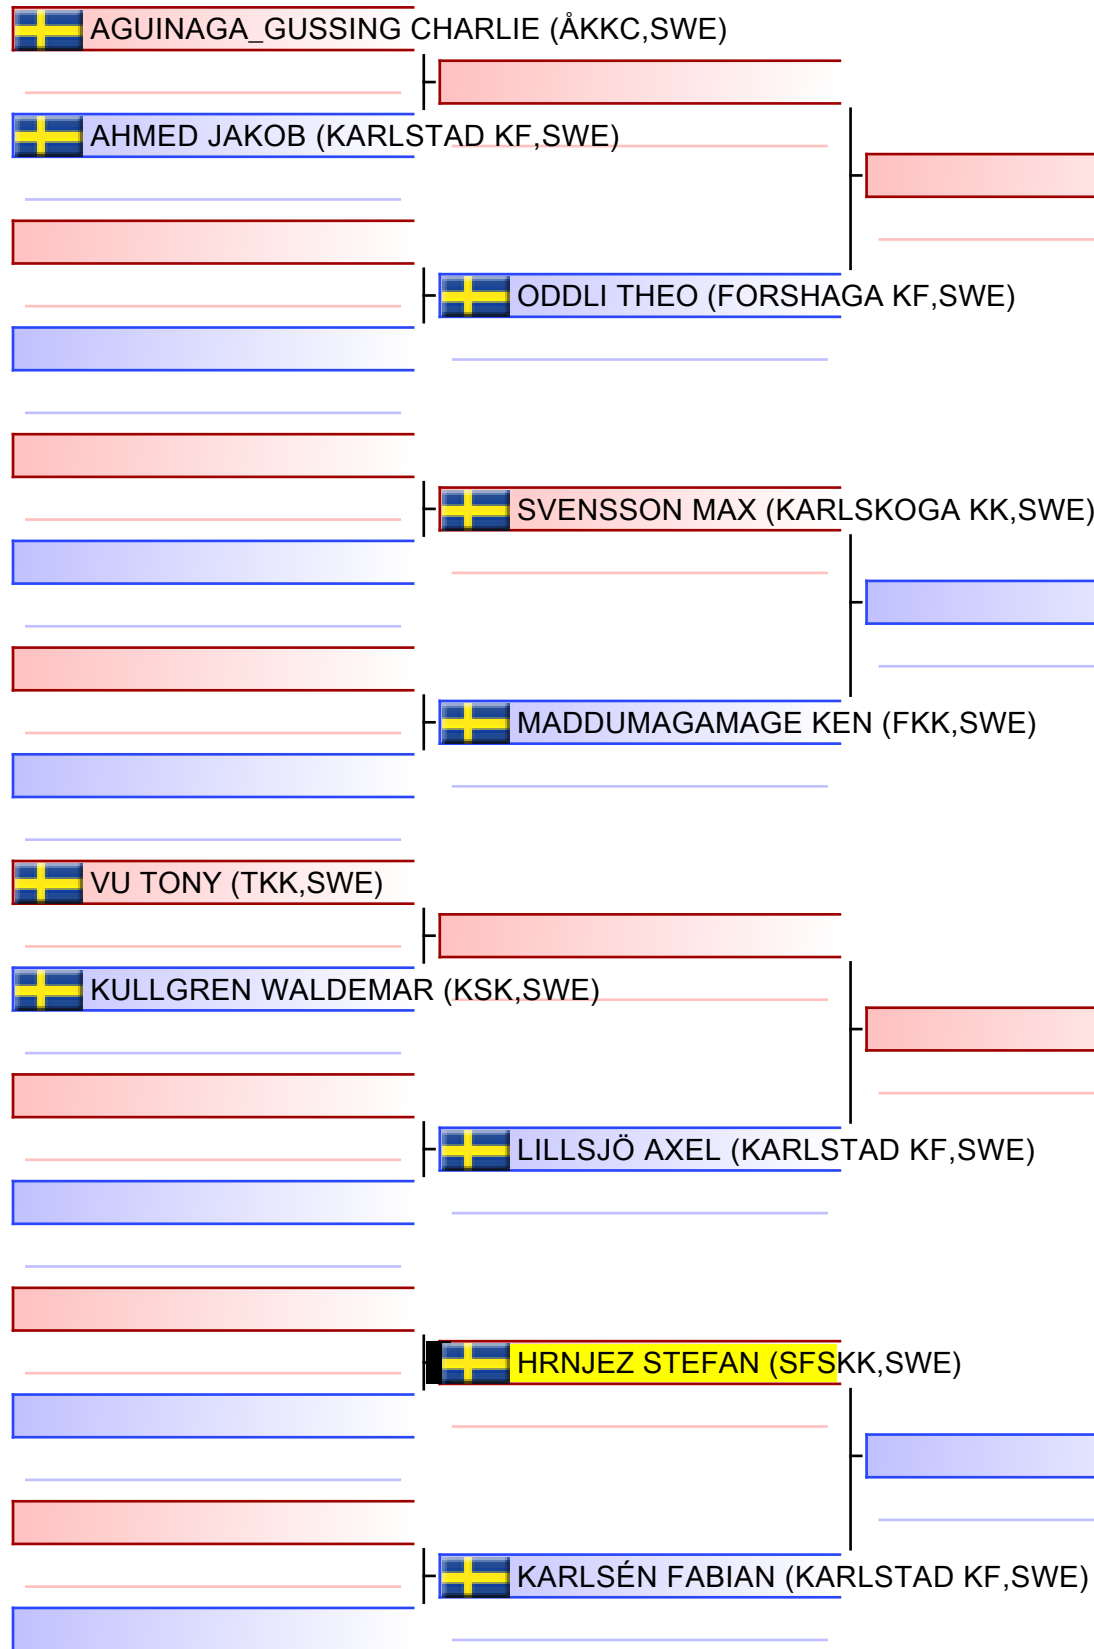 AGUINAGA_GUSSING CHARLIE (ÅKKC,SWE)
AHMED JAKOB (KARLSTAD KF,SWE)
ODDLI THEO (FORSHAGA KF,SWE)
SVENSSON MAX (KARLSKOGA KK,SWE)
MADDUMAGAMAGE KEN (FKK,SWE)
VU TONY (TKK,SWE)
KULLGREN WALDEMAR (KSK,SWE)
LILLSJÖ AXEL (KARLSTAD KF,SWE)
HRNJEZ STEFAN (SFSKK,SWE)
KARLSÉN FABIAN (KARLSTAD KF,SWE)